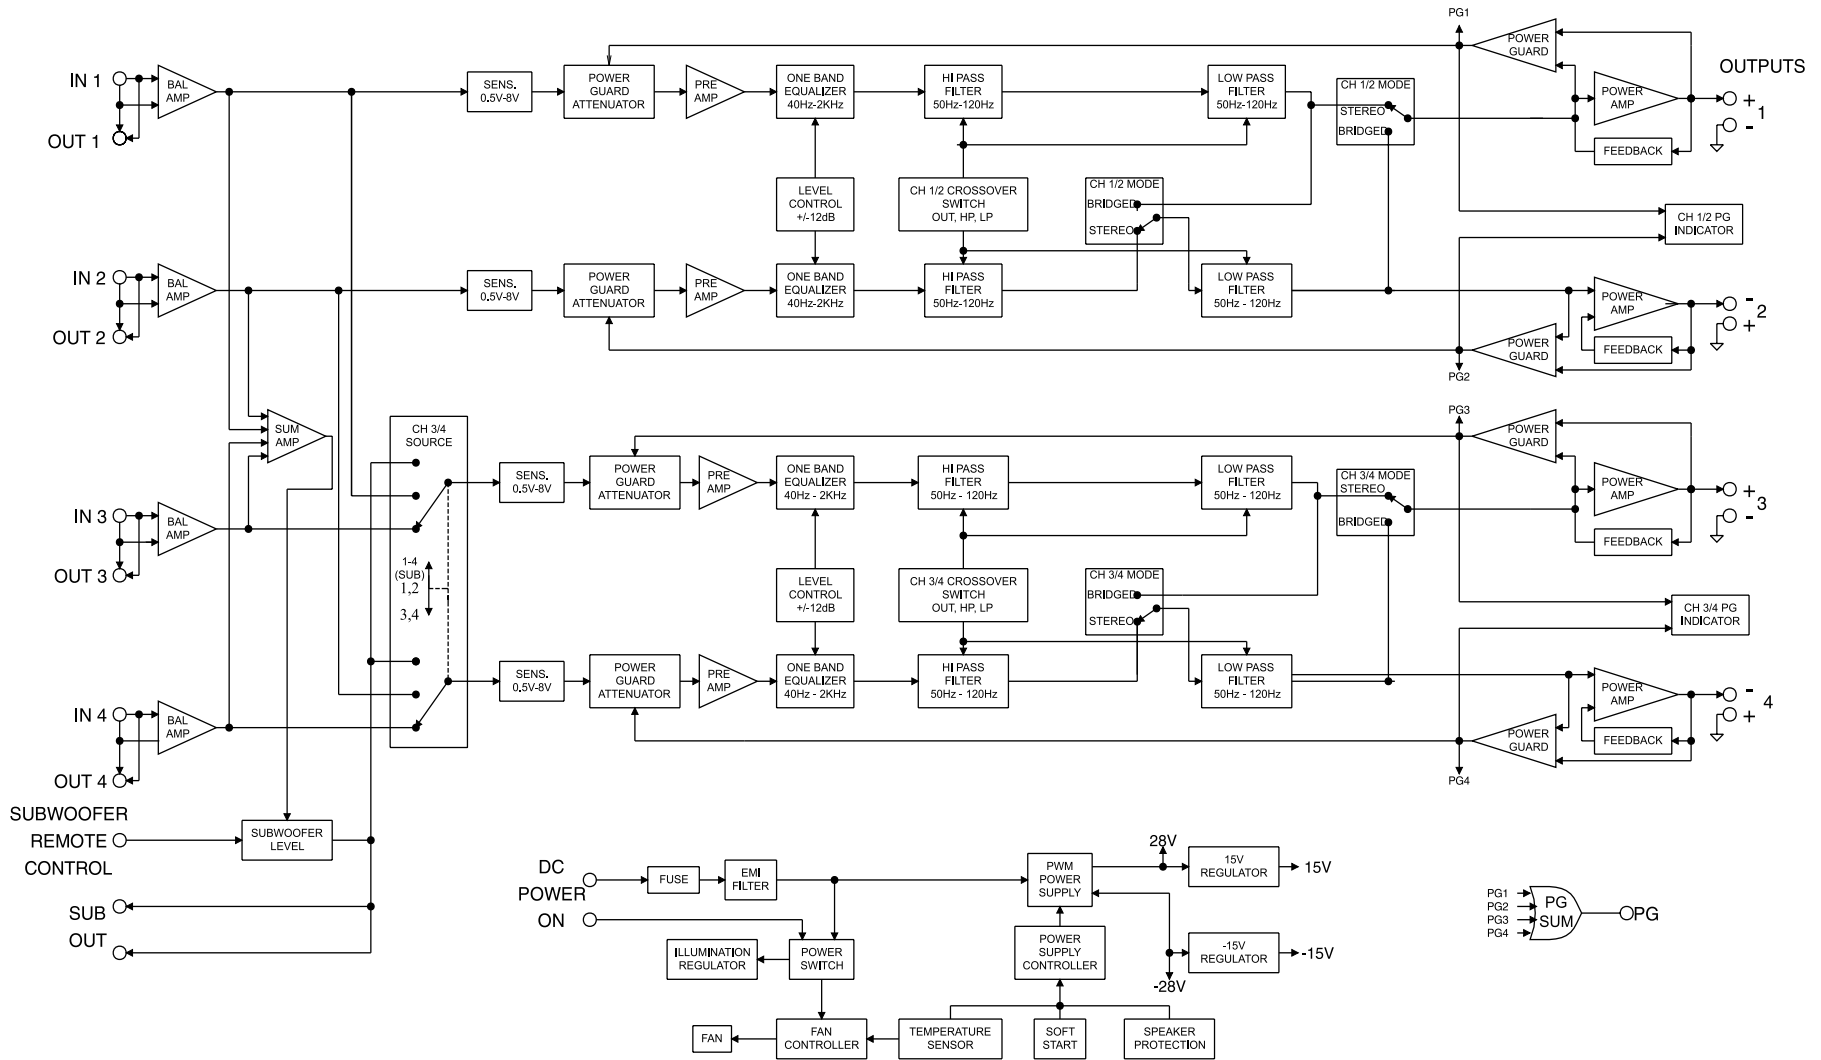 PG1
POWER
GUARD
OUTPUTS
IN 1
BAL
AMP
SENS.
0.5V-8V
POWER
GUARD
ATTENUATOR
PRE
AMP
ONE BAND
EQUALIZER
40Hz-2KHz
HI PASS
FILTER
50Hz-120Hz
LOW PASS
FILTER
50Hz-120Hz
CH 1/2 MODE
STEREO
BRIDGED
POWER
AMP
+
1
-
OUT 1
FEEDBACK
LEVEL
CONTROL
+/-12dB
CH 1/2 CROSSOVER
SWITCH
OUT, HP, LP
CH 1/2 MODE
BRIDGED
STEREO
CH 1/2 PG
INDICATOR
IN 2
BAL
AMP
SENS.
0.5V-8V
POWER
GUARD
ATTENUATOR
PRE
AMP
ONE BAND
EQUALIZER
40Hz-2KHz
HI PASS
FILTER
50Hz-120Hz
LOW PASS
FILTER
50Hz - 120Hz
POWER
AMP
-
2
+
OUT 2
POWER
GUARD
FEEDBACK
PG2
PG3
SUM
AMP
CH 3/4
SOURCE
POWER
GUARD
SENS.
0.5V-8V
POWER
GUARD
ATTENUATOR
PRE
AMP
ONE BAND
EQUALIZER
40Hz - 2KHz
HI PASS
FILTER
50Hz - 120Hz
LOW PASS
FILTER
50Hz - 120Hz
CH 3/4 MODE
STEREO
BRIDGED
POWER
AMP
+
3
-
IN 3
BAL
AMP
FEEDBACK
OUT 3
1-4
(SUB)
1,2
3,4
LEVEL
CONTROL
+/-12dB
CH 3/4 CROSSOVER
SWITCH
OUT, HP, LP
CH 3/4 MODE
BRIDGED
STEREO
CH 3/4 PG
INDICATOR
SENS.
0.5V-8V
POWER
GUARD
ATTENUATOR
PRE
AMP
ONE BAND
EQUALIZER
40Hz - 2KHz
HI PASS
FILTER
50Hz - 120Hz
LOW PASS
FILTER
50Hz - 120Hz
POWER
AMP
-
4
+
IN 4
BAL
AMP
POWER
GUARD
FEEDBACK
OUT 4
PG4
SUBWOOFER
REMOTE
CONTROL
SUBWOOFER
LEVEL
SUB
OUT
DC
POWER
ON
FUSE
EMI
FILTER
PWM
POWER
SUPPLY
28V
15V
REGULATOR
15V
ILLUMINATION
REGULATOR
POWER
SWITCH
POWER
SUPPLY
CONTROLLER
-15V
REGULATOR
-15V
-28V
FAN
FAN
CONTROLLER
TEMPERATURE
SENSOR
SOFT
START
SPEAKER
PROTECTION
PG1
PG2
PG3
PG4
PG
SUM
PG